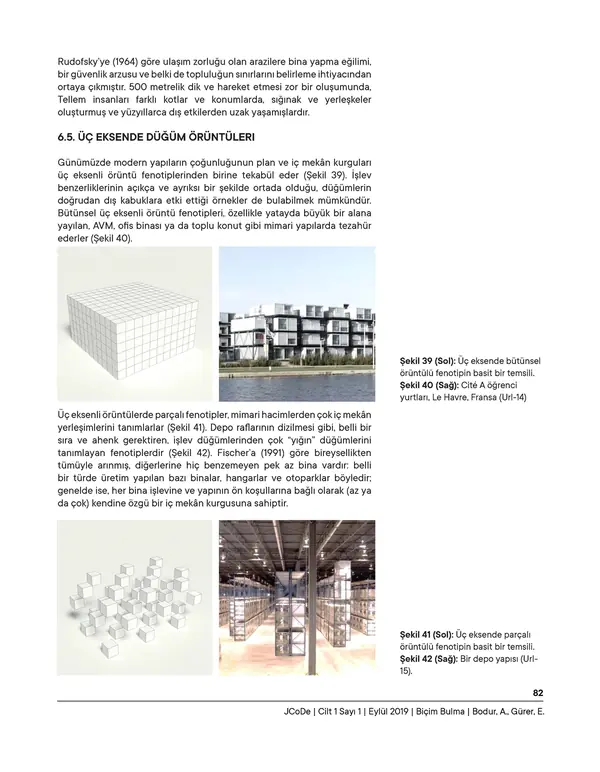 Rudofsky'ye (1964) göre ulaşım zorluğu olan arazilere bina yapma eğilimi,
bir güvenlik arzusu ve belki de topluluğun sınırlarını belirleme ihtiyacından
ortaya çıkmıştır. 500 metrelik dik ve hareket etmesi zor bir oluşumunda,
Tellem insanları farklı kotlar ve konumlarda, sığınak ve yerleşkeler
oluşturmuş ve yüzyıllarca dış etkilerden uzak yaşamışlardır.
6.5. ÜÇ EKSENDE DÜĞÜM ÖRÜNTÜLERI
Günümüzde modern yapıların çoğunluğunun plan ve iç mekân kurguları
üç eksenli örüntü fenotiplerinden birine tekabül eder (Şekil 39). İşlev
benzerliklerinin açıkça ve ayrıksı bir şekilde ortada olduğu, düğümlerin
doğrudan dış kabuklara etki ettiği örnekler de bulabilmek mümkündür.
Bütünsel üç eksenli örüntü fenotipleri, özellikle yatayda büyük bir alana
yayılan, AVM, ofis binası ya da toplu konut gibi mimari yapılarda tezahür
ederler (Şekil 40).
Şekil 39 (Sol): Üç eksende bütünsel
örüntülü fenotipin basit bir temsili.
Şekil 40 (Sağ): Cité A öğrenci
yurtları, Le Havre, Fransa (Url-14)
Üç eksenli örüntülerde parçalı fenotipler, mimari hacimlerden çok iç mekân
yerleşimlerini tanımlarlar (Şekil 41). Depo raflarının dizilmesi gibi, belli bir
sıra ve ahenk gerektiren, işlev düğümlerinden çok “yığın” düğümlerini
tanımlayan fenotiplerdir (Şekil 42). Fischer'a (1991) göre bireysellikten
tümüyle arınmış, diğerlerine hiç benzemeyen pek az bina vardır: belli
bir türde üretim yapılan bazı binalar, hangarlar ve otoparklar böyledir;
genelde ise, her bina işlevine ve yapının ön koşullarına bağlı olarak (az ya
da çok) kendine özgü bir iç mekân kurgusuna sahiptir.
Şekil 41 (Sol): Üç eksende parçalı
örüntülü fenotipin basit bir temsili.
Şekil 42 (Sağ): Bir depo yapısı (Url-
15).
82
JCoDe | Cilt 1 Sayı 1 | Eylül 2019 | Biçim Bulma | Bodur, A., Gürer, E.